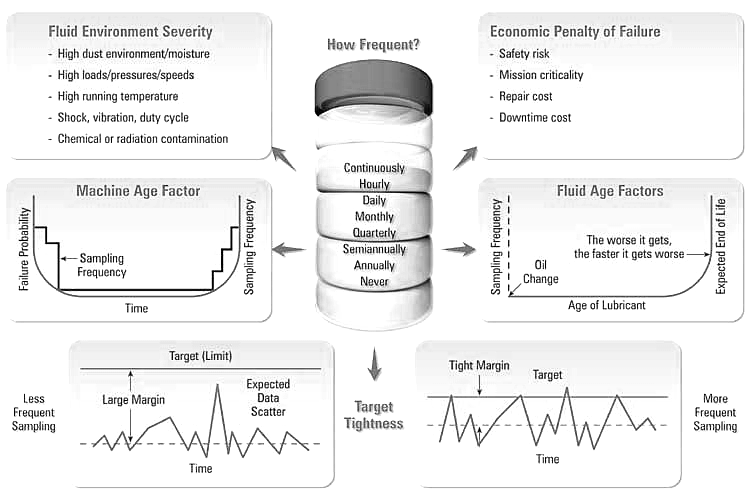 Fluid Environment Severity
- High dust environment/moisture
- High loads/pressures/speeds
- High running temperature
- Shock, vibration, duty cycle
- Chemical or radiation contamination
How Frequent?
Economic Penalty of Failure
- Safety risk
- Mission criticality
- Repair cost
- Downtime cost
Continuously
Hourly
Daily
Monthly
Quarterly
Semiannually
Annually
Never
Machine Age Factor
Failure Probability
Sampling
Frequency
Sampling Frequency
Time
Fluid Age Factors
Sampling Frequency
Oil
Change
The worse it gets,
the faster it gets worse
Expected End of Life
Age of Lubricant
Less
Frequent
Sampling
Target (Limit)
Large Margin
Expected
Data
Scatter
Time
Target
Tightness
Tight Margin
Target
Time
More
Frequent
Sampling